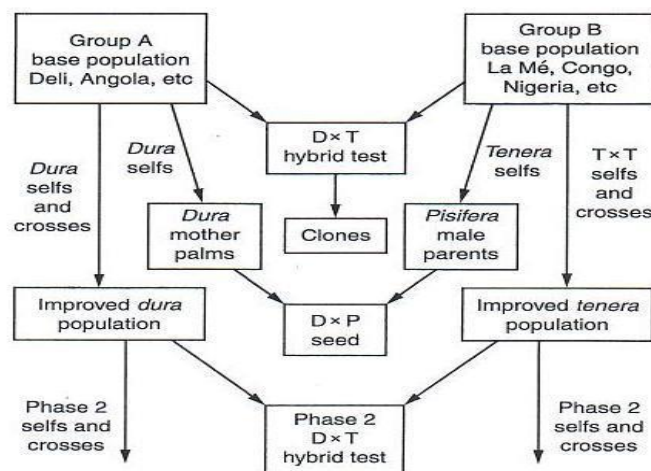 Group A
base population
Deli, Angola, etc
Group B
base population
La Mé, Congo,
Nigeria, etc
D×T
hybrid test
Dura
selfs
and
crosses
Dura
selfs
Tenera
selfs
T×T
selfs
and
crosses
Dura
mother
palms
Clones
Pisifera
male
parents
Improved dura
population
D×P
seed
Improved tenera
population
Phase 2
selfs and
crosses
Phase 2
D×T
hybrid test
Phase 2
selfs and
crosses